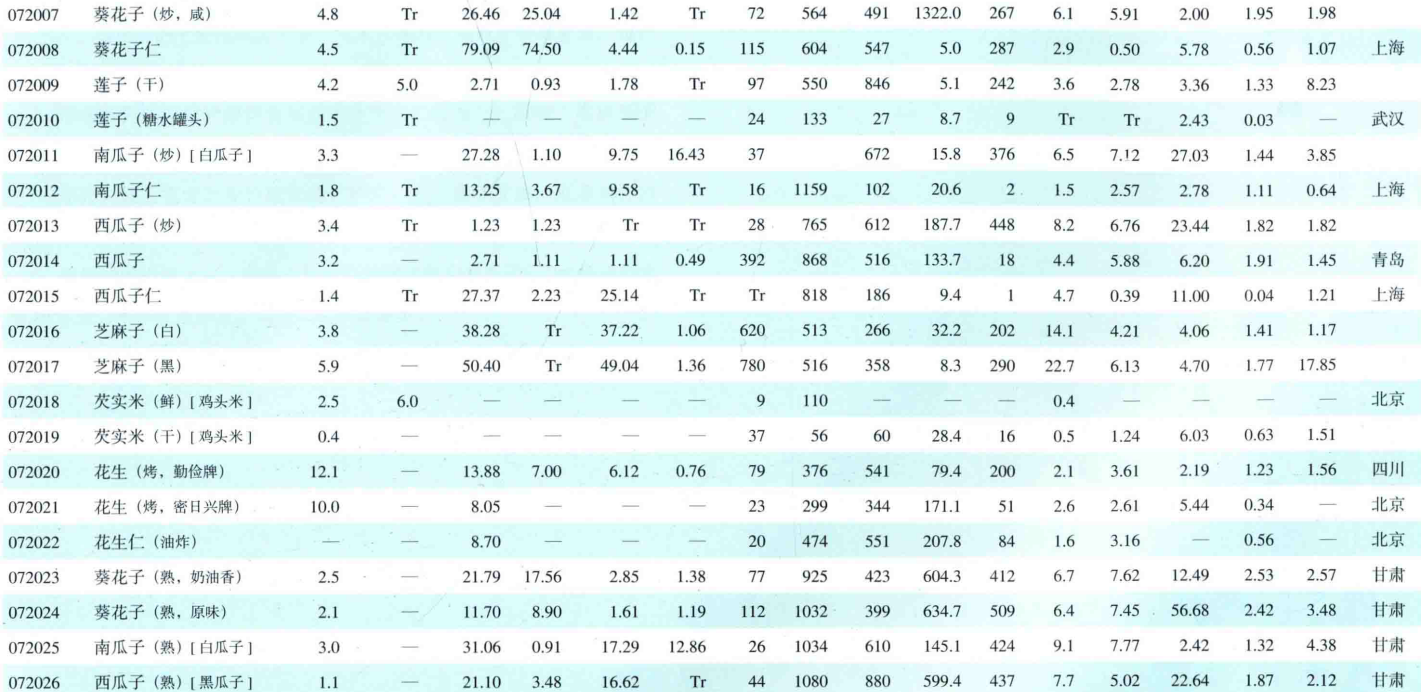 072007 葵花子（炒，咸） 4.8 Tr 26.46 25.04 1.42 Tr 72 564 491 1322.0 267 6.1 5.91 2.00 1.95 1.98
072008 葵花子仁 4.5 Tr 79.09 74.50 4.44 0.15 115 604 547 5.0 287 2.9 0.50 5.78 0.56 1.07 上海
072009 莲子（干） 4.2 5.0 2.71 0.93 1.78 Tr 97 550 846 5.1 242 3.6 2.78 3.36 1.33 8.23
072010 莲子（糖水罐头） 1.5 Tr — — — — 24 133 27 8.7 9 Tr Tr 2.43 0.03 — 武汉
072011 南瓜子（炒）[白瓜子] 3.3 — 27.28 1.10 9.75 16.43 37 672 15.8 376 6.5 7.12 27.03 1.44 3.85
072012 南瓜子仁 1.8 Tr 13.25 3.67 9.58 Tr 16 1159 102 20.6 2 1.5 2.57 2.78 1.11 0.64 上海
072013 西瓜子（炒） 3.4 Tr 1.23 1.23 Tr Tr 28 765 612 187.7 448 8.2 6.76 23.44 1.82 1.82
072014 西瓜子 3.2 — 2.71 1.11 1.11 0.49 392 868 516 133.7 18 4.4 5.88 6.20 1.91 1.45 青岛
072015 西瓜子仁 1.4 Tr 27.37 2.23 25.14 Tr Tr 818 186 9.4 1 4.7 0.39 11.00 0.04 1.21 上海
072016 芝麻子（白） 3.8 — 38.28 Tr 37.22 1.06 620 513 266 32.2 202 14.1 4.21 4.06 1.41 1.17
072017 芝麻子（黑） 5.9 — 50.40 Tr 49.04 1.36 780 516 358 8.3 290 22.7 6.13 4.70 1.77 17.85
072018 芡实米（鲜）[鸡头米] 2.5 6.0 — — — — 9 110 — — — 0.4 — — — — 北京
072019 芡实米（干）[鸡头米] 0.4 — — — — — 37 56 60 28.4 16 0.5 1.24 6.03 0.63 1.51
072020 花生（烤，勤俭牌） 12.1 — 13.88 7.00 6.12 0.76 79 376 541 79.4 200 2.1 3.61 2.19 1.23 1.56 四川
072021 花生（烤，密日兴牌） 10.0 — 8.05 — — — 23 299 344 171.1 51 2.6 2.61 5.44 0.34 — 北京
072022 花生仁（油炸） — — 8.70 — — 20 474 551 207.8 84 1.6 3.16 — 0.56 — 北京
072023 葵花子（熟，奶油香） 2.5 — 21.79 17.56 2.85 1.38 77 925 423 604.3 412 6.7 7.62 12.49 2.53 2.57 甘肃
072024 葵花子（熟，原味） 2.1 — 11.70 8.90 1.61 1.19 112 1032 399 634.7 509 6.4 7.45 56.68 2.42 3.48 甘肃
072025 南瓜子（熟）[白瓜子] 3.0 — 31.06 0.91 17.29 12.86 26 1034 610 145.1 424 9.1 7.77 2.42 1.32 4.38 甘肃
072026 西瓜子（熟）[黑瓜子] 1.1 — 21.10 3.48 16.62 Tr 44 1080 880 599.4 437 7.7 5.02 22.64 1.87 2.12 甘肃